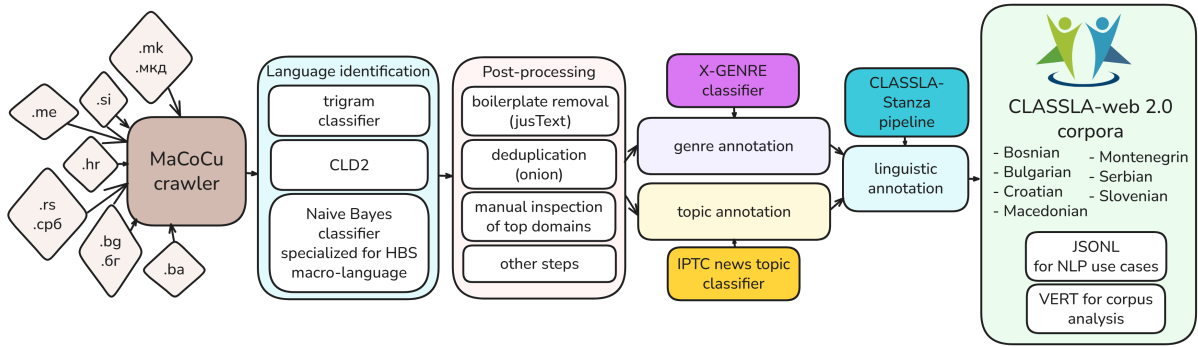 .mk
.мкд
.si
.me
.hr
.rs
.срб
.bg
.бг
.ba
MaCoCu
crawler
Language identification
trigram
classifier
CLD2
Naive Bayes
classifier
specialized for HBS
macro-language
Post-processing
boilerplate removal
(jusText)
deduplication
(onion)
manual inspection
of top domains
other steps
X-GENRE
classifier
genre annotation
topic annotation
IPTC news topic
classifier
CLASSLA-
Stanza
pipeline
linguistic
annotation
CLASSLA-web 2.0
corpora
- Bosnian
- Bulgarian
- Croatian
- Macedonian
- Montenegrin
- Serbian
- Slovenian
JSONL
for NLP use cases
VERT for corpus
analysis